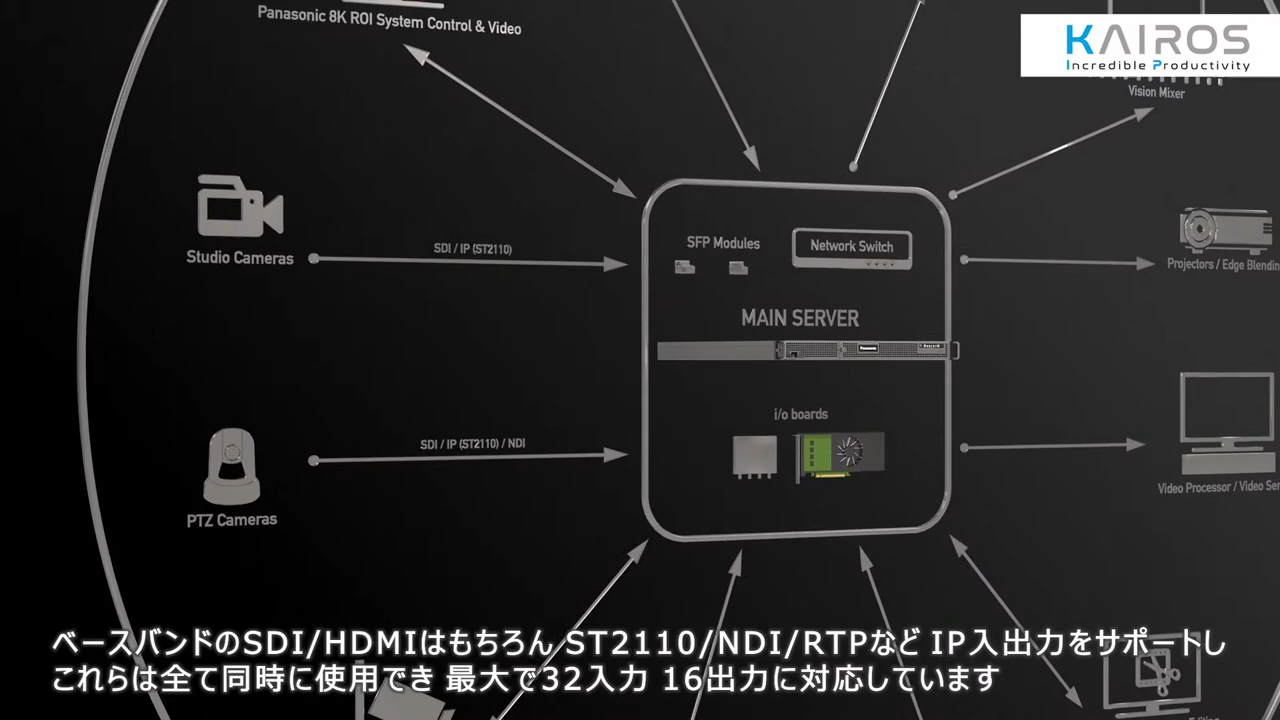 Panasonic 8K ROI System Control & Video
KAIROS
Incredible Productivity
Vision Mixer
Studio Cameras
SDI / IP (ST2110)
SFP Modules
Network Switch
Projectors / Edge Blendin
MAIN SERVER
Panasonic
i/o boards
SDI / IP (ST2110) / NDI
PTZ Cameras
Video Processor / Video Ser
ベースバンドのSDI/HDMIはもちろん ST2110/NDI/RTPなど IP入出力をサポートし
これらは全て同時に使用でき 最大で32入力 16出力に対応しています